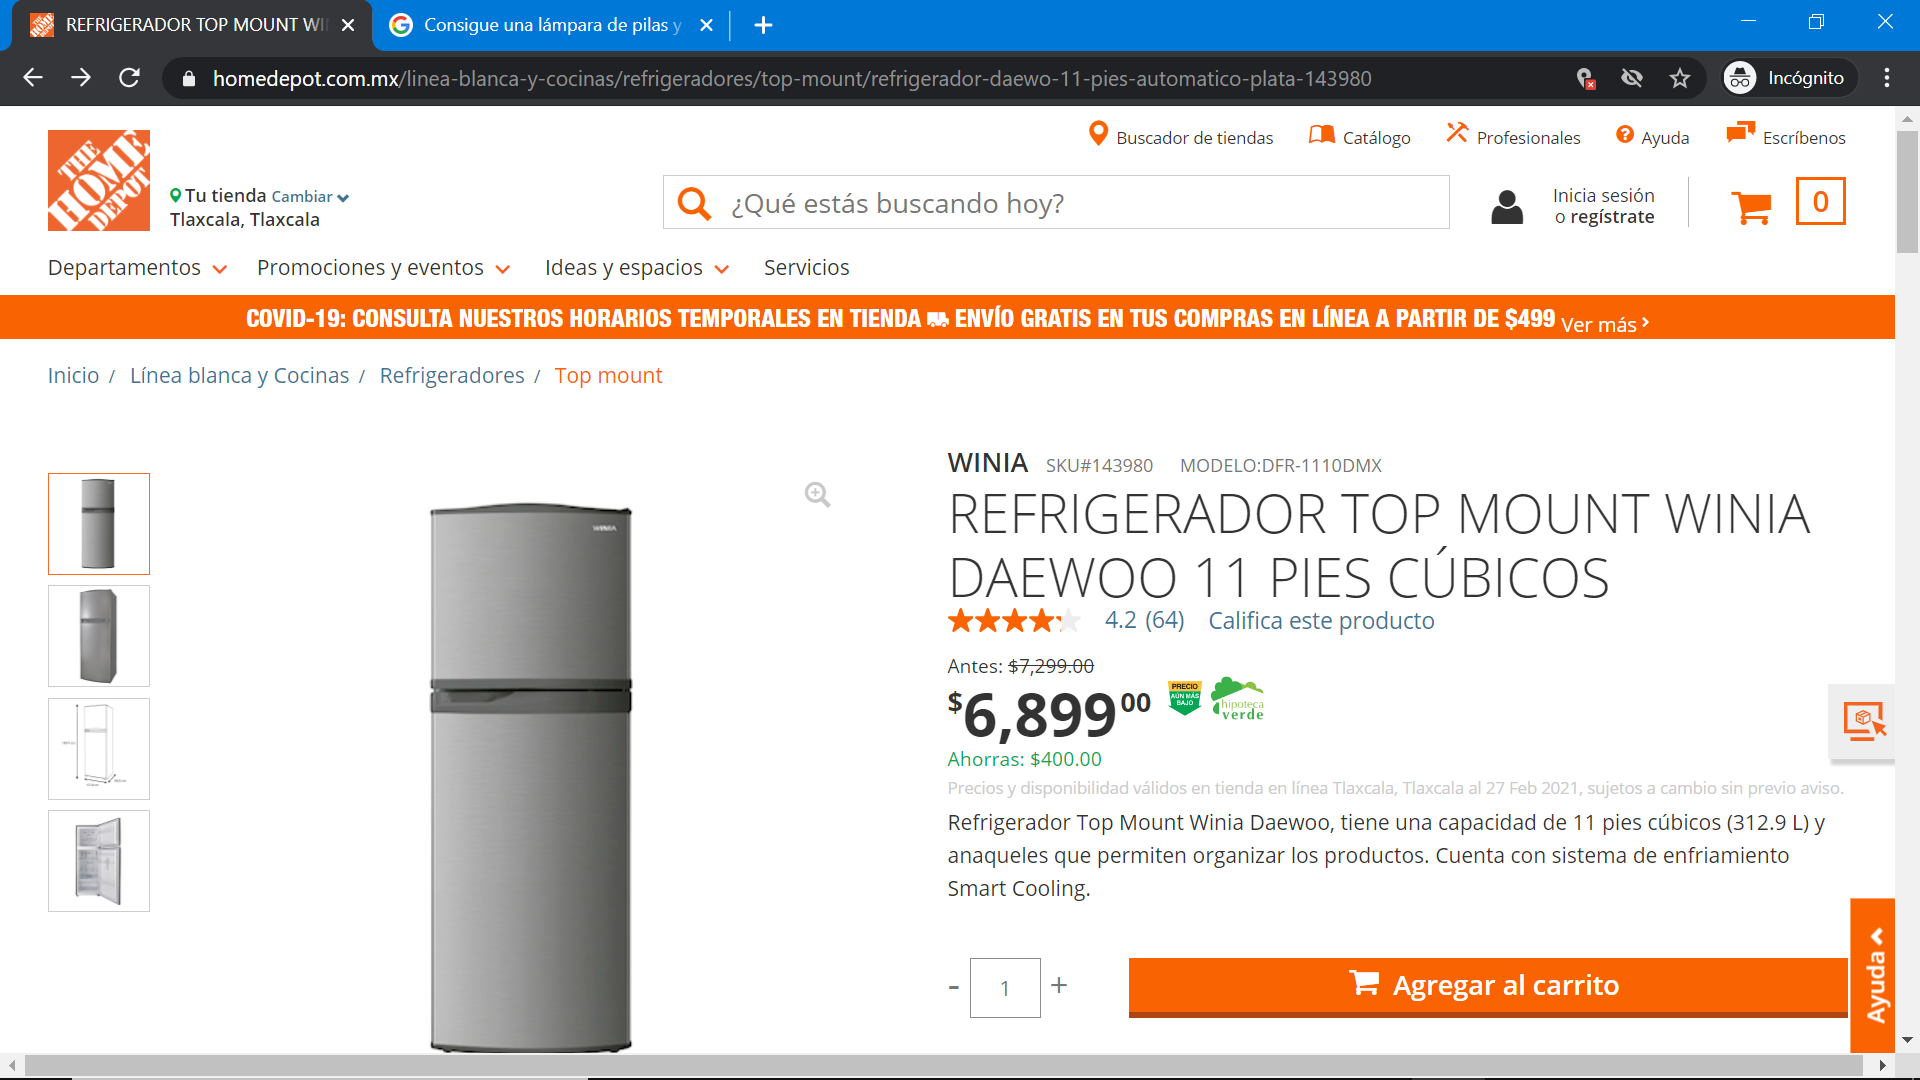 REFRIGERADOR TOP MOUNT WI
Consigue una lámpara de pilas y
homedepot.com.mx/linea-blanca-y-cocinas/refrigeradores/top-mount/refrigerador-daewo-11-pies-automatico-plata-143980
Incógnito
THE HOME DEPOT
Buscador de tiendas
Catálogo
Profesionales
Ayuda
Escríbenos
Tu tienda Cambiar
Tlaxcala, Tlaxcala
¿Qué estás buscando hoy?
Inicia sesión
o regístrate
0
Departamentos
Promociones y eventos
Ideas y espacios
Servicios
COVID-19: CONSULTA NUESTROS HORARIOS TEMPORALES EN TIENDA ENVÍO GRATIS EN TUS COMPRAS EN LÍNEA A PARTIR DE $499 Ver más
Inicio / Línea blanca y Cocinas / Refrigeradores / Top mount
WINIA
WINIA SKU#143980 MODELO:DFR-1110DMX
REFRIGERADOR TOP MOUNT WINIA
DAEWOO 11 PIES CÚBICOS
4.2 (64) Califica este producto
Antes: $7,299.00
$6,899 00
PRECIO
AÚN MÁS
BAJO
hipoteca
verde
Ahorras: $400.00
Precios y disponibilidad válidos en tienda en línea Tlaxcala, Tlaxcala al 27 Feb 2021, sujetos a cambio sin previo aviso.
Refrigerador Top Mount Winia Daewoo, tiene una capacidad de 11 pies cúbicos (312.9 L) y
anaqueles que permiten organizar los productos. Cuenta con sistema de enfriamiento
Smart Cooling.
- 1 +
Agregar al carrito
Ayuda